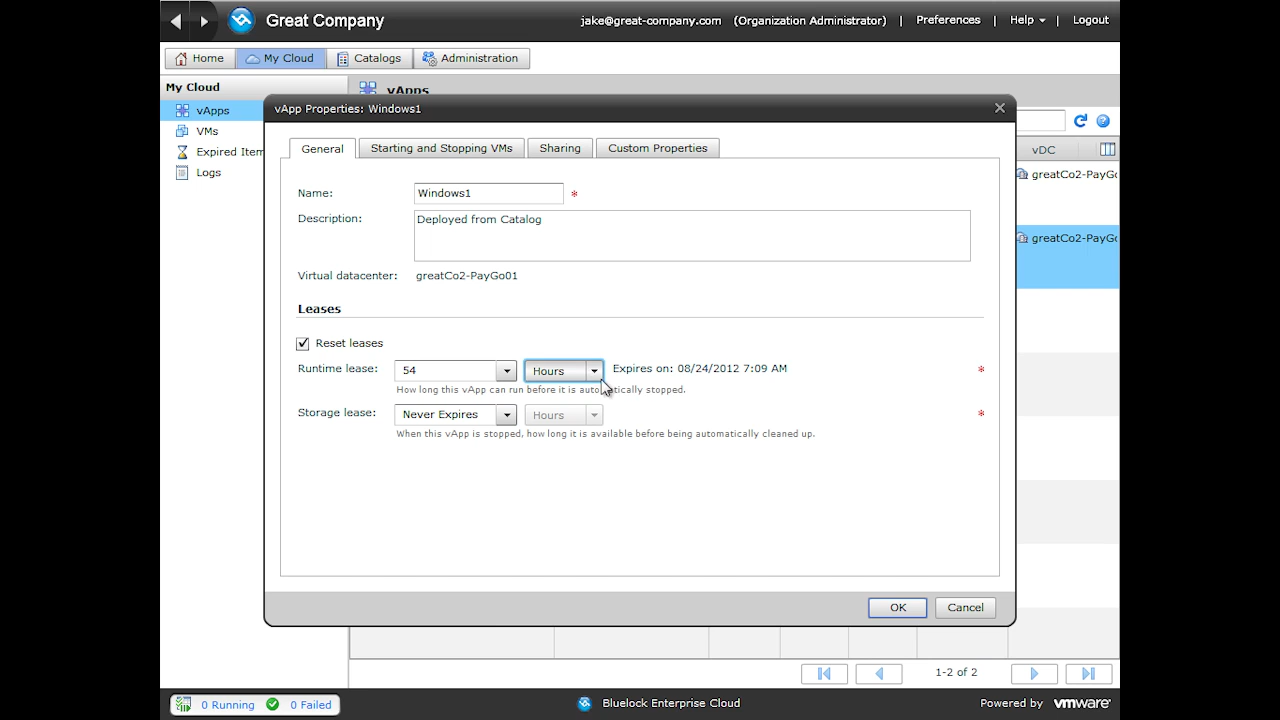 Great Company
jake@great-company.com (Organization Administrator) | Preferences | Help | Logout
Home
My Cloud
Catalogs
Administration
My Cloud
vApps
vApps
VMs
Expired Item
Logs
vDC
greatCo2-PayGo
greatCo2-PayGo
vApp Properties: Windows1
General
Starting and Stopping VMs
Sharing
Custom Properties
Name: Windows1 *
Description: Deployed from Catalog
Virtual datacenter: greatCo2-PayGo01
Leases
Reset leases
Runtime lease: 54 Hours Expires on: 08/24/2012 7:09 AM *
How long this vApp can run before it is automatically stopped.
Storage lease: Never Expires Hours *
When this vApp is stopped, how long it is available before being automatically cleaned up.
OK
Cancel
1-2 of 2
0 Running 0 Failed
Bluelock Enterprise Cloud
Powered by vmware